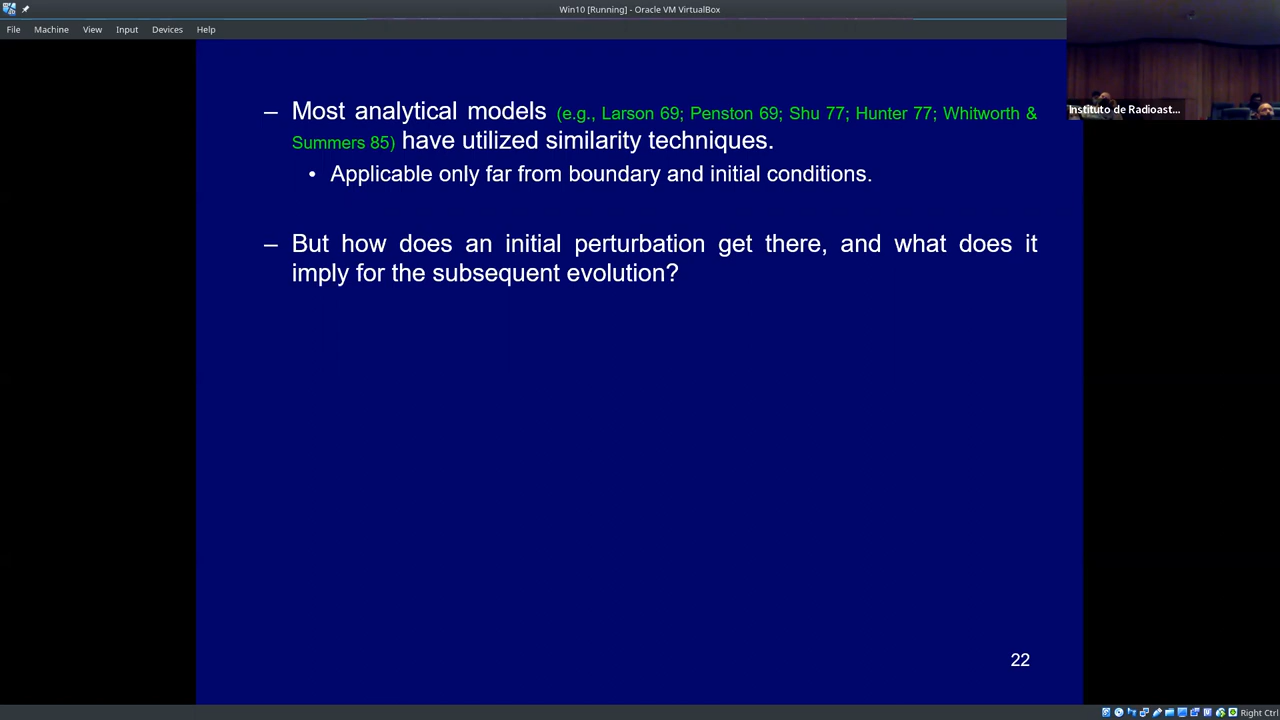 Win10 [Running] - Oracle VM VirtualBox
File Machine View Input Devices Help
Instituto de Radioast...
– Most analytical models (e.g., Larson 69; Penston 69; Shu 77; Hunter 77; Whitworth &
Summers 85) have utilized similarity techniques.
• Applicable only far from boundary and initial conditions.
– But how does an initial perturbation get there, and what does it
imply for the subsequent evolution?
22
Right Ctrl